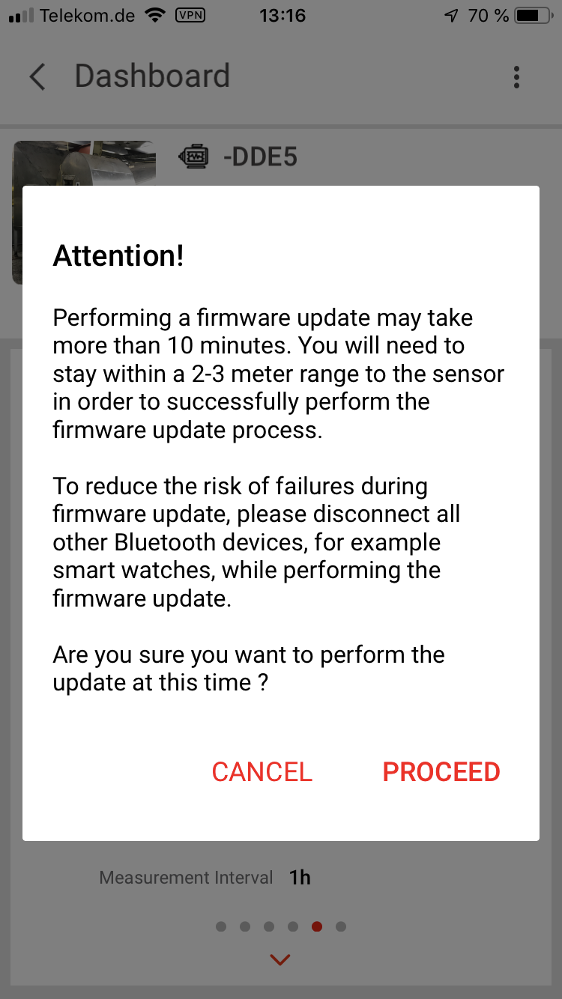 Telekom.de VPN 13:16 70 %
Dashboard
-DDE5
Attention!
Performing a firmware update may take
more than 10 minutes. You will need to
stay within a 2-3 meter range to the sensor
in order to successfully perform the
firmware update process.
To reduce the risk of failures during
firmware update, please disconnect all
other Bluetooth devices, for example
smart watches, while performing the
firmware update.
Are you sure you want to perform the
update at this time ?
CANCEL PROCEED
Measurement Interval 1h